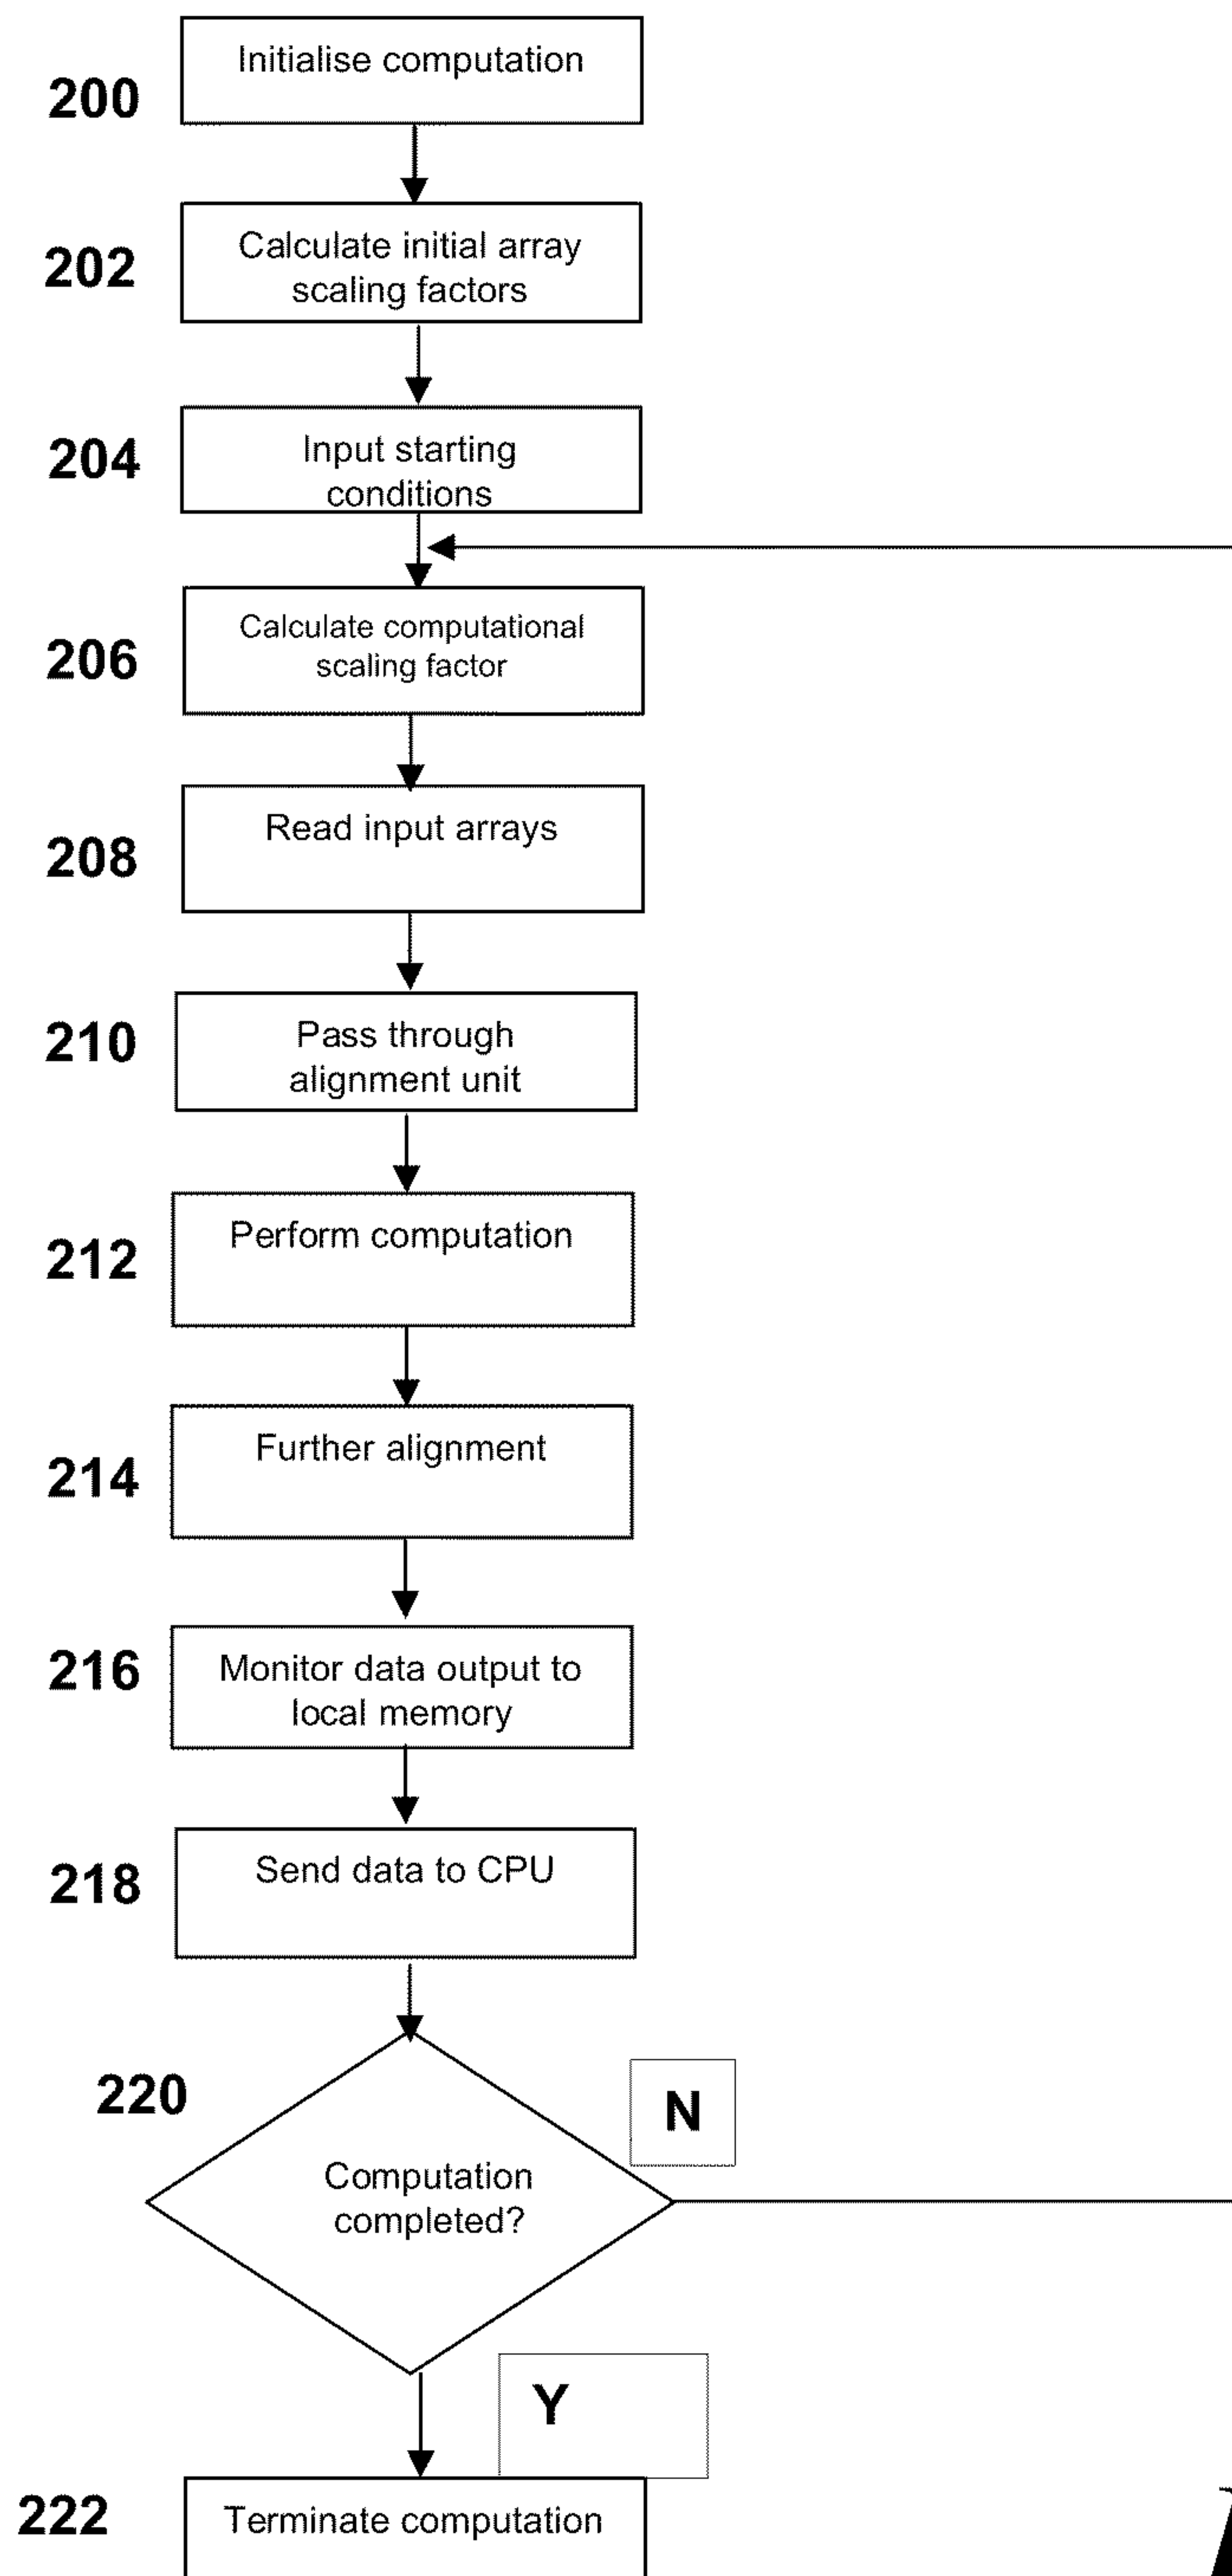 200
Initialise computation
202
Calculate initial array
scaling factors
204
Input starting
conditions
206
Calculate computational
scaling factor
208
Read input arrays
210
Pass through
alignment unit
212
Perform computation
214
Further alignment
216
Monitor data output to
local memory
218
Send data to CPU
220
Computation
completed?
N
Y
222
Terminate computation